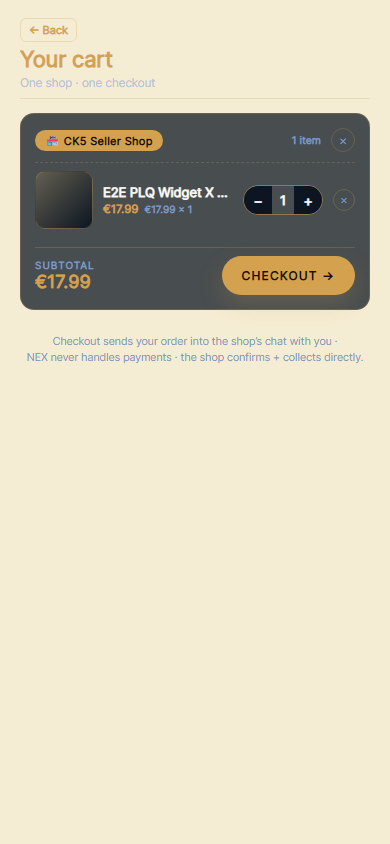 ← Back
Your cart
One shop · one checkout
CK5 Seller Shop
1 item ×
E2E PLQ Widget X ...
€17.99 €17.99 × 1
− 1 + ×
SUBTOTAL
€17.99
CHECKOUT →
Checkout sends your order into the shop's chat with you ·
NEX never handles payments · the shop confirms + collects directly.